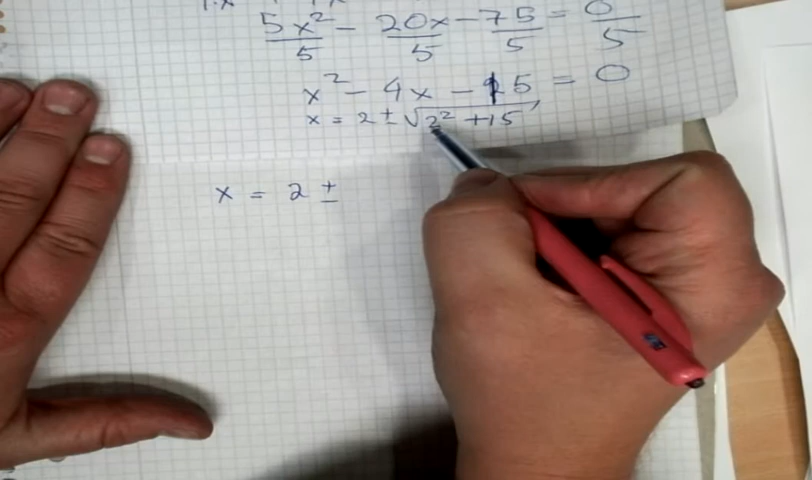 5x²/5 - 20x/5 - 75/5 = 0/5
x² - 4x - 15 = 0
x = 2 ± √(2² + 15)
x = 2 ±